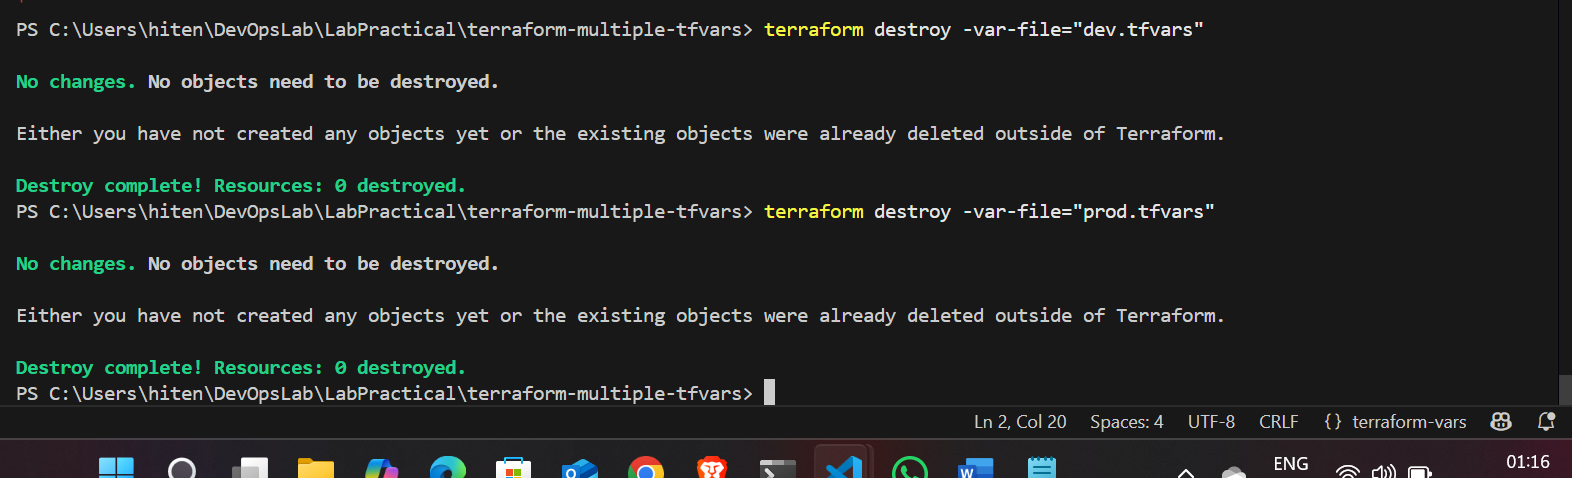 PS C:\Users\hiten\DevOpsLab\LabPractical\terraform-multiple-tfvars> terraform destroy -var-file="dev.tfvars"
No changes. No objects need to be destroyed.
Either you have not created any objects yet or the existing objects were already deleted outside of Terraform.
Destroy complete! Resources: 0 destroyed.
PS C:\Users\hiten\DevOpsLab\LabPractical\terraform-multiple-tfvars> terraform destroy -var-file="prod.tfvars"
No changes. No objects need to be destroyed.
Either you have not created any objects yet or the existing objects were already deleted outside of Terraform.
Destroy complete! Resources: 0 destroyed.
PS C:\Users\hiten\DevOpsLab\LabPractical\terraform-multiple-tfvars>
Ln 2, Col 20 Spaces: 4 UTF-8 CRLF {} terraform-vars
ENG 01:16